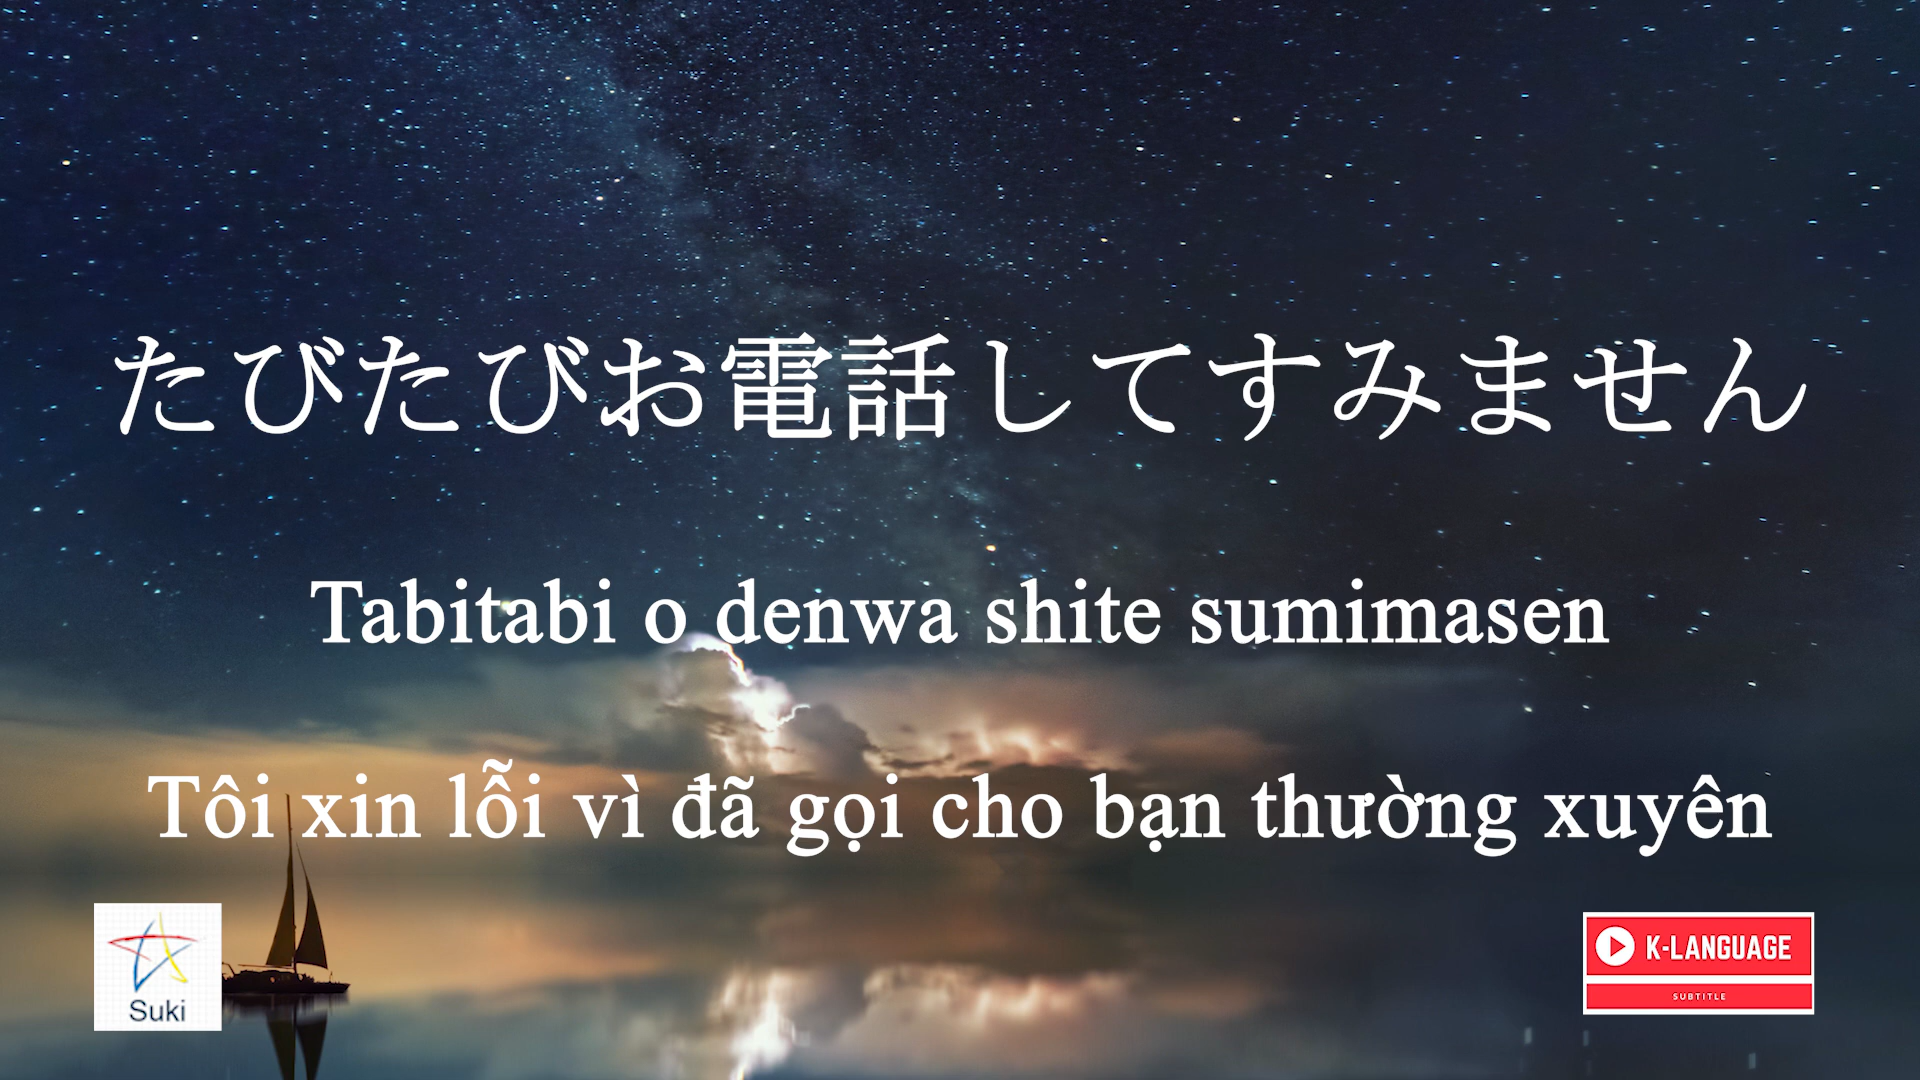 たびたびお電話してすみません
Tabitabi o denwa shite sumimasen
Tôi xin lỗi vì đã gọi cho bạn thường xuyên
Suki
K-LANGUAGE
SUBTITLE